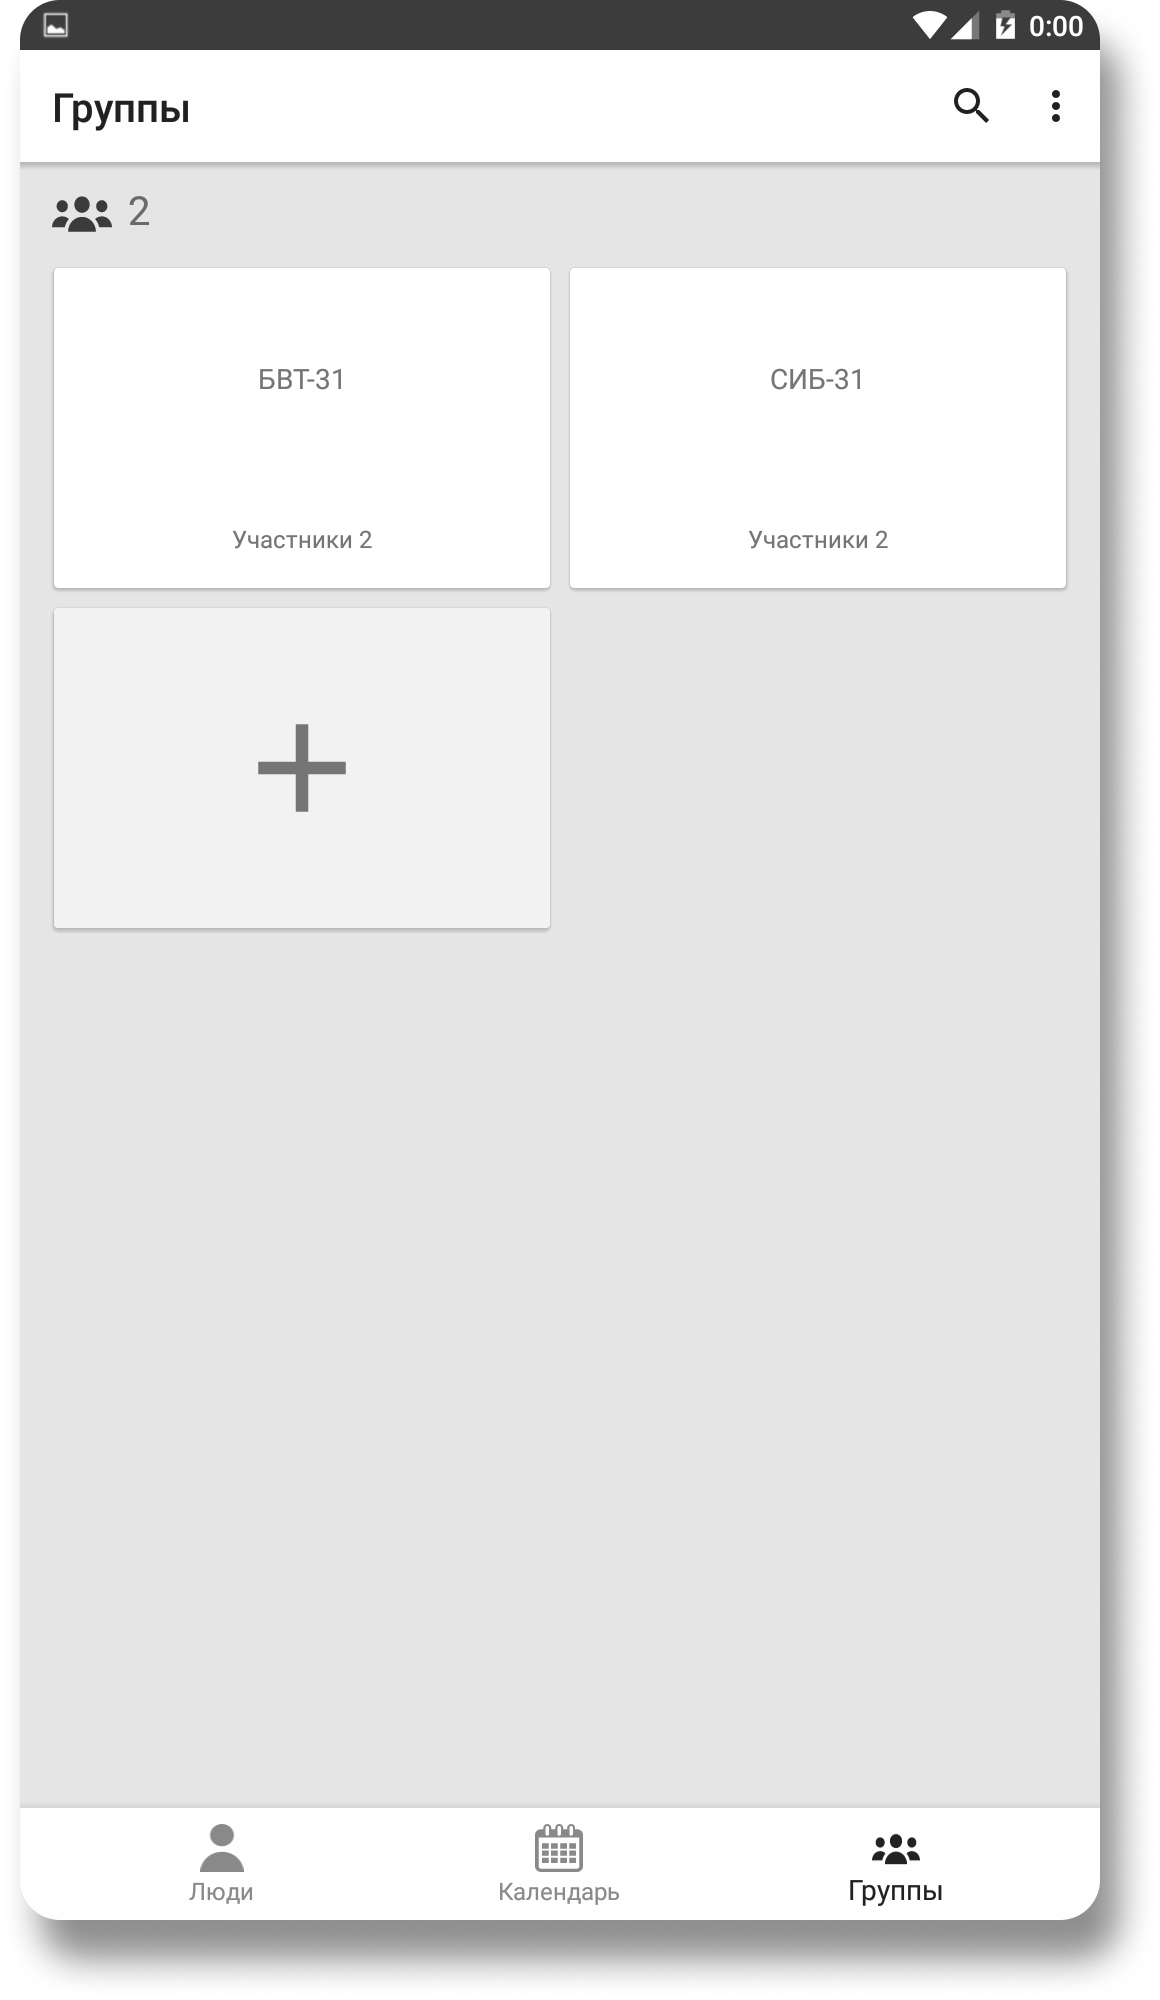 0:00
Группы
2
БВТ-31
СИБ-31
Участники 2
Участники 2
Люди
Календарь
Группы